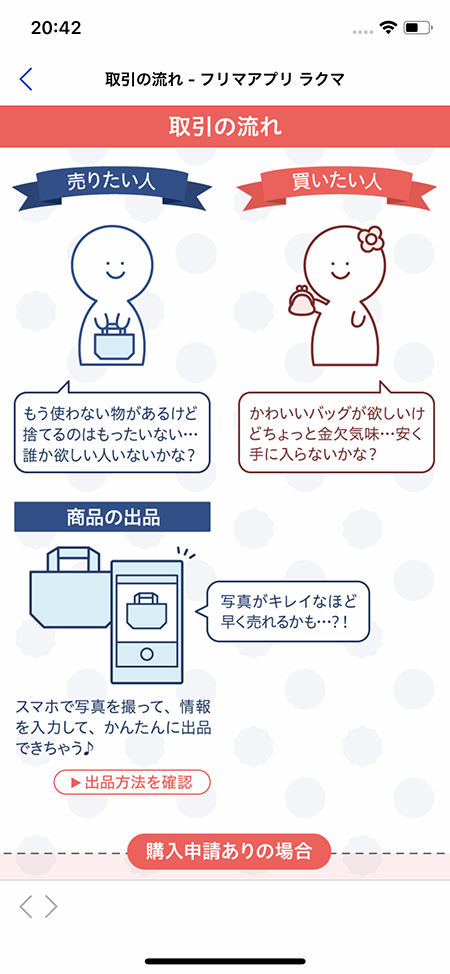 20:42
取引の流れ - フリマアプリ ラクマ
取引の流れ
売りたい人
買いたい人
もう使わない物があるけど
捨てるのはもったいない…
誰か欲しい人いないかな？
かわいいバッグが欲しいけ
どちょっと金欠気味…安く
手に入らないかな？
商品の出品
写真がキレイなほど
早く売れるかも…?!
スマホで写真を撮って、情報
を入力して、かんたんに出品
できちゃう♪
▶出品方法を確認
購入申請ありの場合